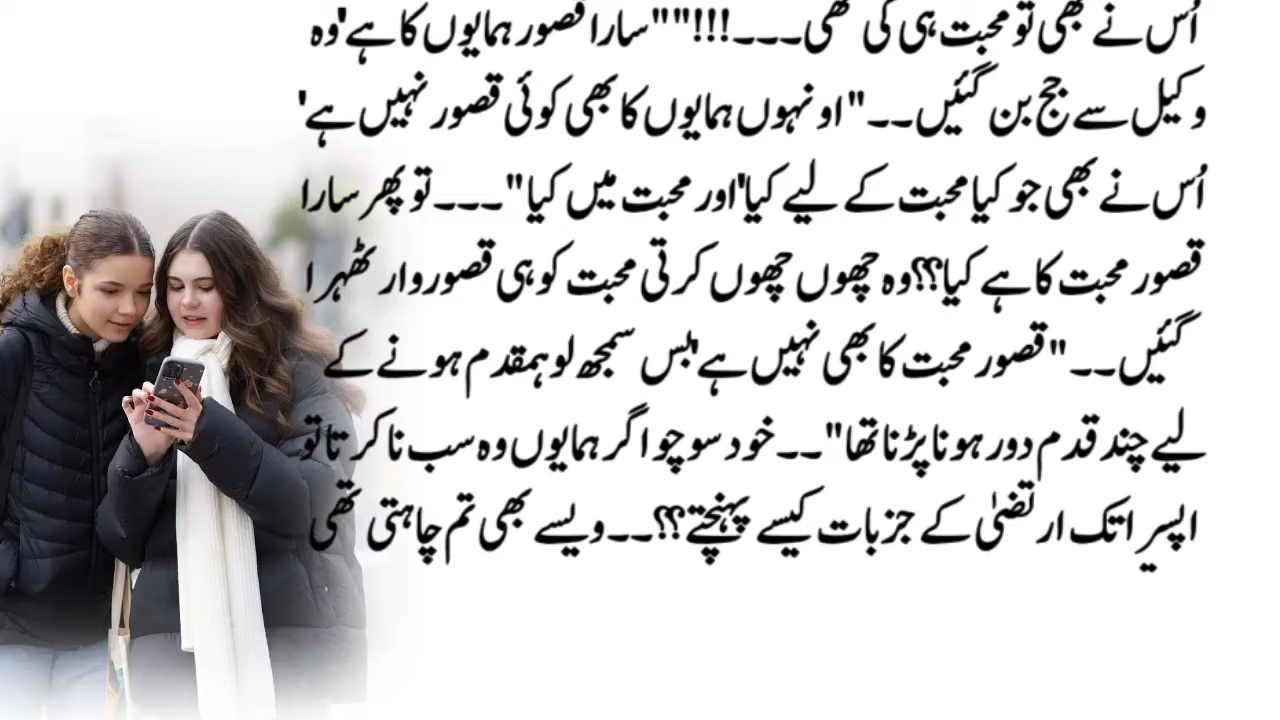 اُس نے بھی تو محبت ہی کی تھی۔۔۔!!!""سارا قصور ہمایوں کا ہے'وہ
وکیل سے جج بن گئیں۔۔"اونہوں ہمایوں کا بھی کوئی قصور نہیں ہے'
اُس نے بھی جو کیا محبت کے لیے کیا'اور محبت میں کیا"۔۔۔تو پھر سارا
قصور محبت کا ہے کیا؟؟وہ چھوں چھوں کرتی محبت کو ہی قصوروار ٹھہرا
گئیں۔۔"قصور محبت کا بھی نہیں ہے'بس سمجھ لو ہمقدم ہونے کے
لیے چند قدم دور ہونا پڑنا تھا"۔۔خود سوچو اگر ہمایوں وہ سب نا کرتا تو
اپسیرا تک ارتضیٰ کے جزبات کیسے پہنچتے؟؟۔۔ویسے بھی تم چاہتی تھی